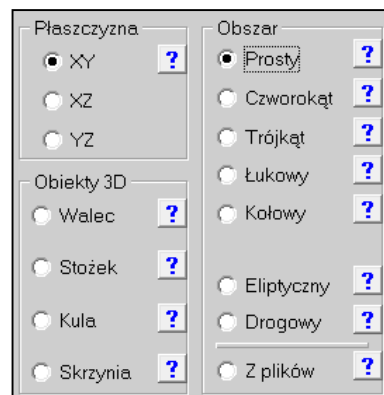 Płaszczyzna
XY ?
XZ
YZ
Obiekty 3D
Walec ?
Stożek ?
Kula ?
Skrzynia ?
Obszar
Prosty ?
Czworokąt ?
Trójkąt ?
Łukowy ?
Kołowy ?
Eliptyczny ?
Drogowy ?
Z plików ?